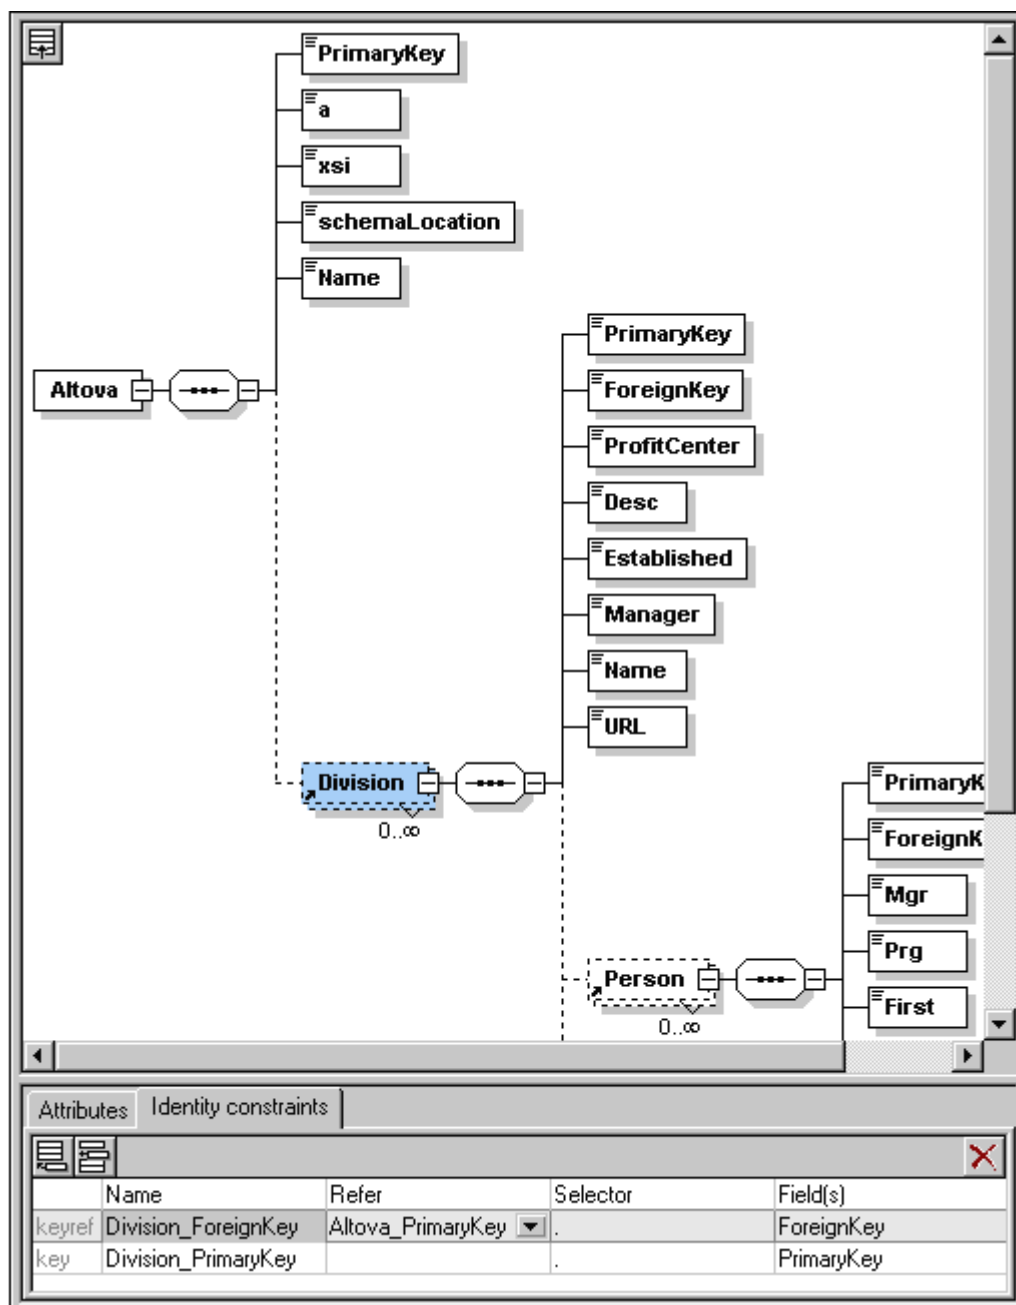 PrimaryKey
a
xsi
schemaLocation
Name
PrimaryKey
Altova
ForeignKey
ProfitCenter
Desc
Established
Manager
Name
URL
Division
PrimaryK
0..∞
ForeignK
Mgr
Prg
Person
First
0..∞
Attributes Identity constraints
Name Refer Selector Field(s)
keyref Division_ForeignKey Altova_PrimaryKey . ForeignKey
key Division_PrimaryKey . PrimaryKey